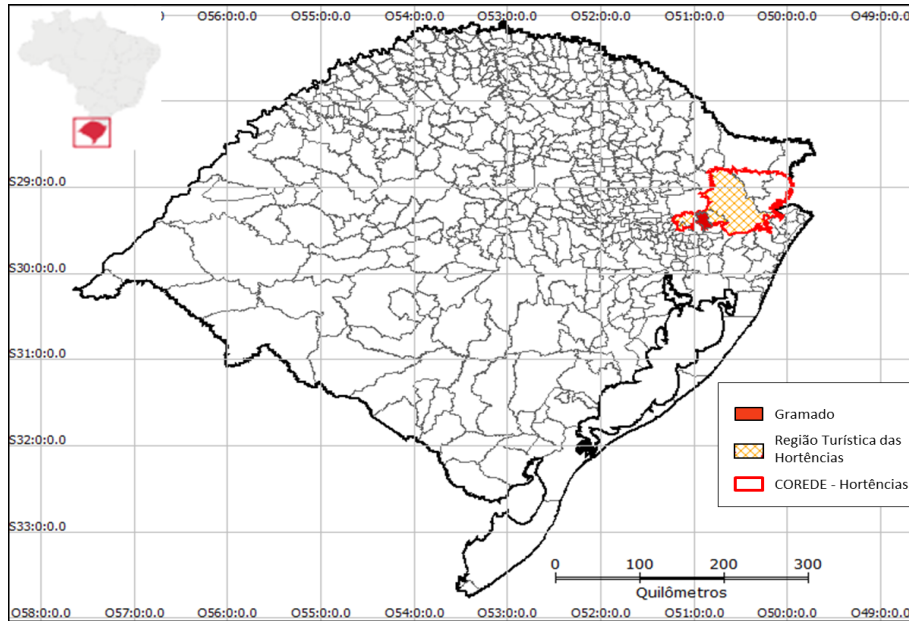 O56:0:0.0 O55:0:0.0 O54:0:0.0 O53:0:0.0 O52:0:0.0 O51:0:0.0 O50:0:0.0 O49:0:0.0
S29:0:0.0
S30:0:0.0
S31:0:0.0
S32:0:0.0
S33:0:0.0
Gramado
Região Turística das
Hortências
COREDE - Hortências
0 100 200 300
Quilômetros
O58:0:0.0 O57:0:0.0 O56:0:0.0 O55:0:0.0 O54:0:0.0 O53:0:0.0 O52:0:0.0 O51:0:0.0 O50:0:0.0 O49:0:0.0